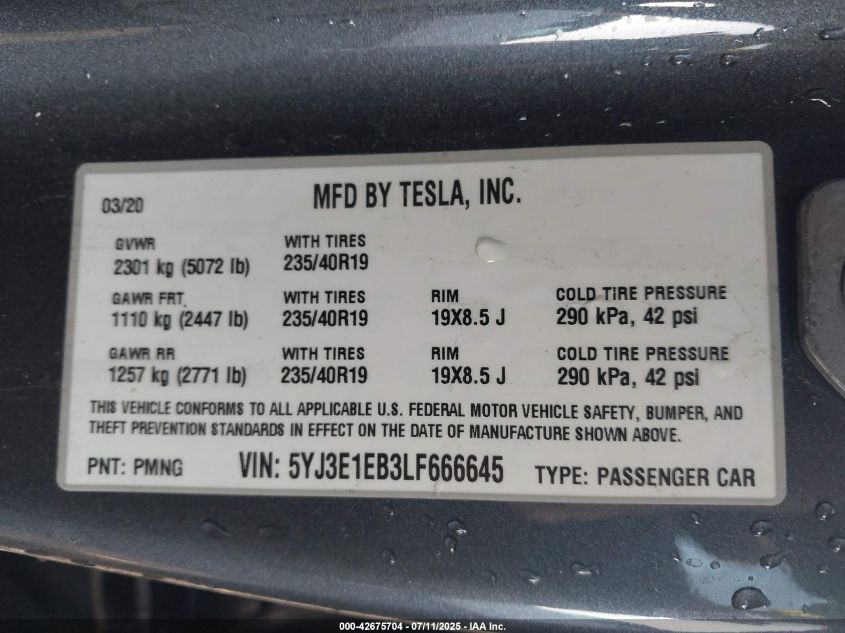 03/20 MFD BY TESLA, INC.
GVWR WITH TIRES
2301 kg (5072 lb) 235/40R19
GAWR FRT. WITH TIRES RIM COLD TIRE PRESSURE
1110 kg (2447 lb) 235/40R19 19X8.5 J 290 kPa, 42 psi
GAWR RR WITH TIRES RIM COLD TIRE PRESSURE
1257 kg (2771 lb) 235/40R19 19X8.5 J 290 kPa, 42 psi
THIS VEHICLE CONFORMS TO ALL APPLICABLE U.S. FEDERAL MOTOR VEHICLE SAFETY, BUMPER, AND
THEFT PREVENTION STANDARDS IN EFFECT ON THE DATE OF MANUFACTURE SHOWN ABOVE.
PNT: PMNG VIN: 5YJ3E1EB3LF666645 TYPE: PASSENGER CAR
000-42675704 - 07/11/2025 - IAA Inc.